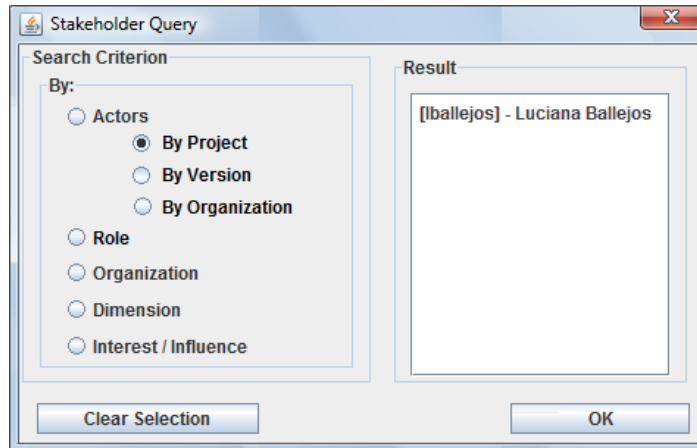 Stakeholder Query
Search Criterion
By:
Actors
By Project
By Version
By Organization
Role
Organization
Dimension
Interest / Influence
Result
[lballejos] - Luciana Ballejos
Clear Selection
OK